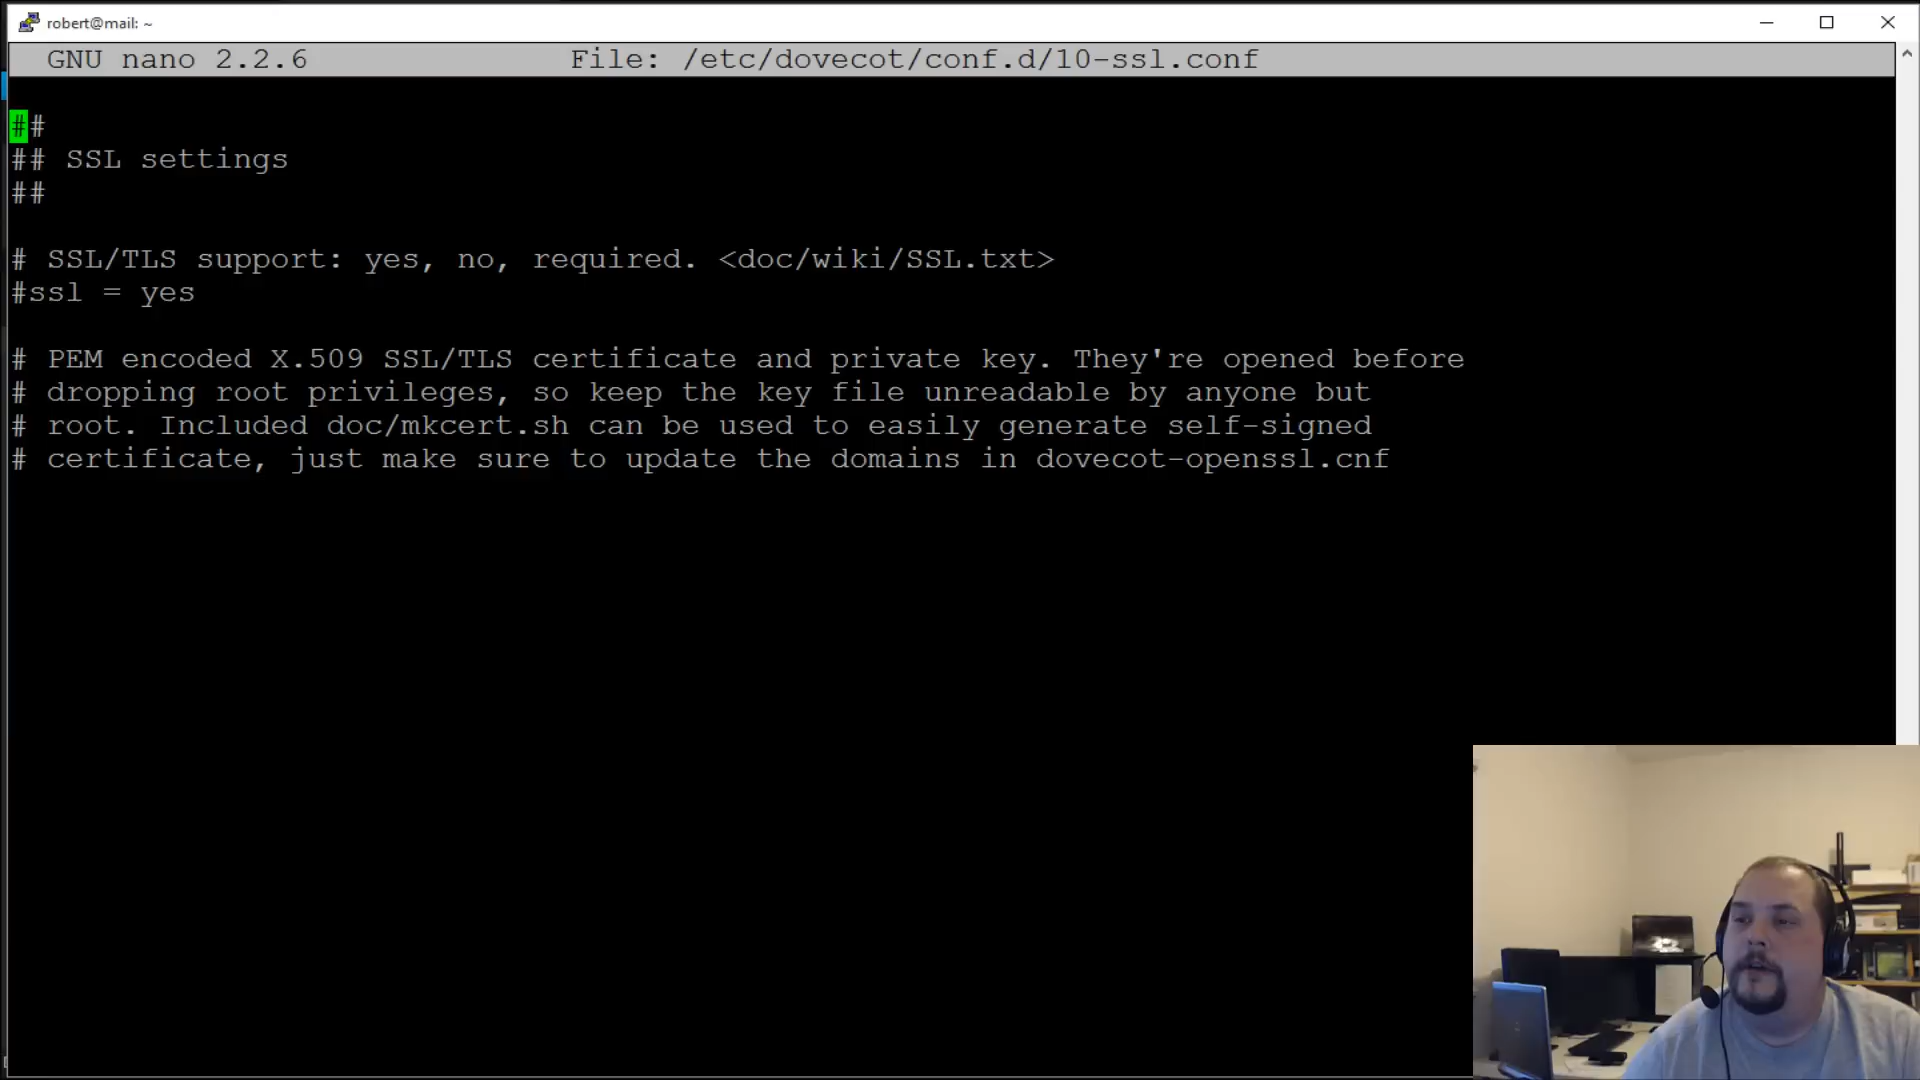 robert@mail: ~
GNU nano 2.2.6 File: /etc/dovecot/conf.d/10-ssl.conf
##
## SSL settings
##
# SSL/TLS support: yes, no, required. <doc/wiki/SSL.txt>
#ssl = yes
# PEM encoded X.509 SSL/TLS certificate and private key. They're opened before
# dropping root privileges, so keep the key file unreadable by anyone but
# root. Included doc/mkcert.sh can be used to easily generate self-signed
# certificate, just make sure to update the domains in dovecot-openssl.cnf